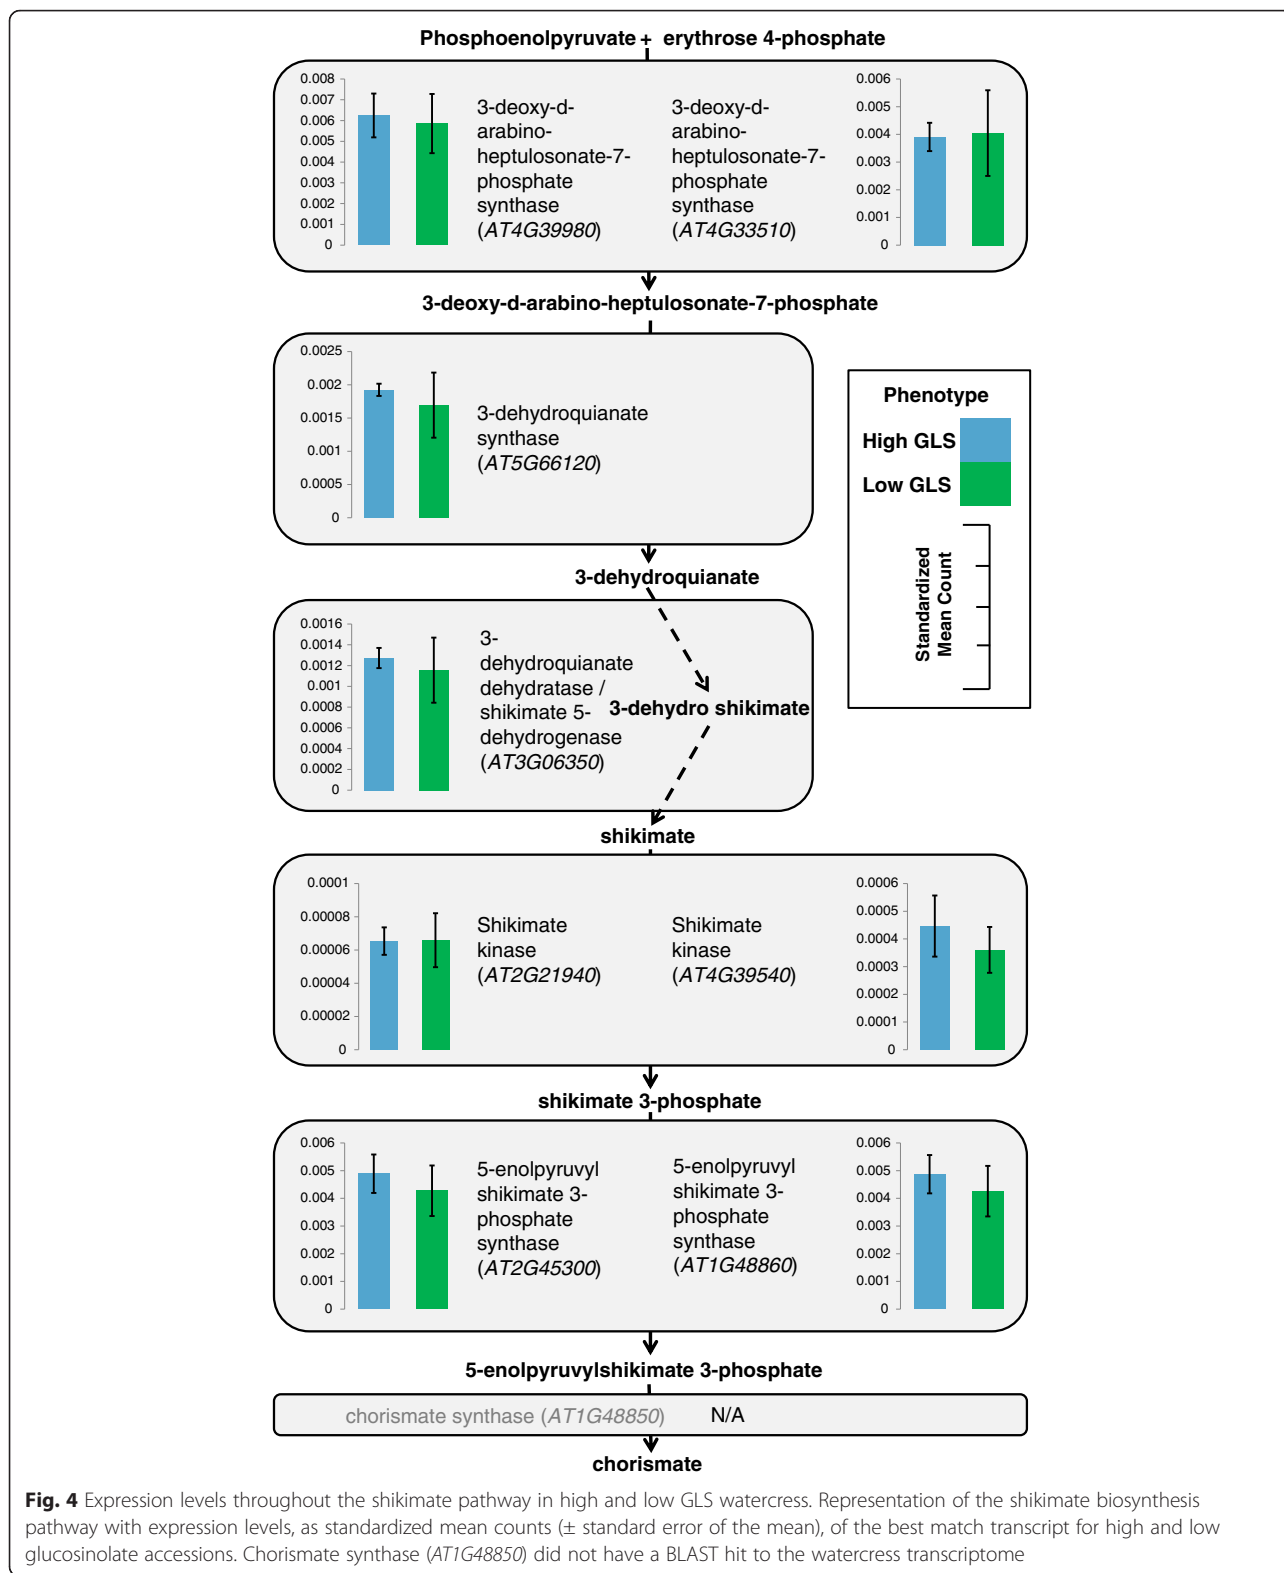 Phosphoenolpyruvate + erythrose 4-phosphate
0.008
0.007
0.006
0.005
0.004
0.003
0.002
0.001
0
3-deoxy-d-
arabino-
heptulosonate-7-
phosphate
synthase
(AT4G39980)
3-deoxy-d-
arabino-
heptulosonate-7-
phosphate
synthase
(AT4G33510)
0.006
0.005
0.004
0.003
0.002
0.001
0
3-deoxy-d-arabino-heptulosonate-7-phosphate
0.0025
0.002
0.0015
0.001
0.0005
0
3-dehydroquianate
synthase
(AT5G66120)
Phenotype
High GLS
Low GLS
Standardized
Mean Count
3-dehydroquianate
0.0016
0.0014
0.0012
0.001
0.0008
0.0006
0.0004
0.0002
0
3-
dehydroquianate
dehydratase /
shikimate 5-
dehydrogenase
(AT3G06350)
3-dehydro shikimate
shikimate
0.0001
0.00008
0.00006
0.00004
0.00002
0
Shikimate
kinase
(AT2G21940)
Shikimate
kinase
(AT4G39540)
0.0006
0.0005
0.0004
0.0003
0.0002
0.0001
0
shikimate 3-phosphate
0.006
0.005
0.004
0.003
0.002
0.001
0
5-enolpyruvyl
shikimate 3-
phosphate
synthase
(AT2G45300)
5-enolpyruvyl
shikimate 3-
phosphate
synthase
(AT1G48860)
0.006
0.005
0.004
0.003
0.002
0.001
0
5-enolpyruvylshikimate 3-phosphate
chorismate synthase (AT1G48850) N/A
chorismate
Fig. 4 Expression levels throughout the shikimate pathway in high and low GLS watercress. Representation of the shikimate biosynthesis
pathway with expression levels, as standardized mean counts (± standard error of the mean), of the best match transcript for high and low
glucosinolate accessions. Chorismate synthase (AT1G48850) did not have a BLAST hit to the watercress transcriptome